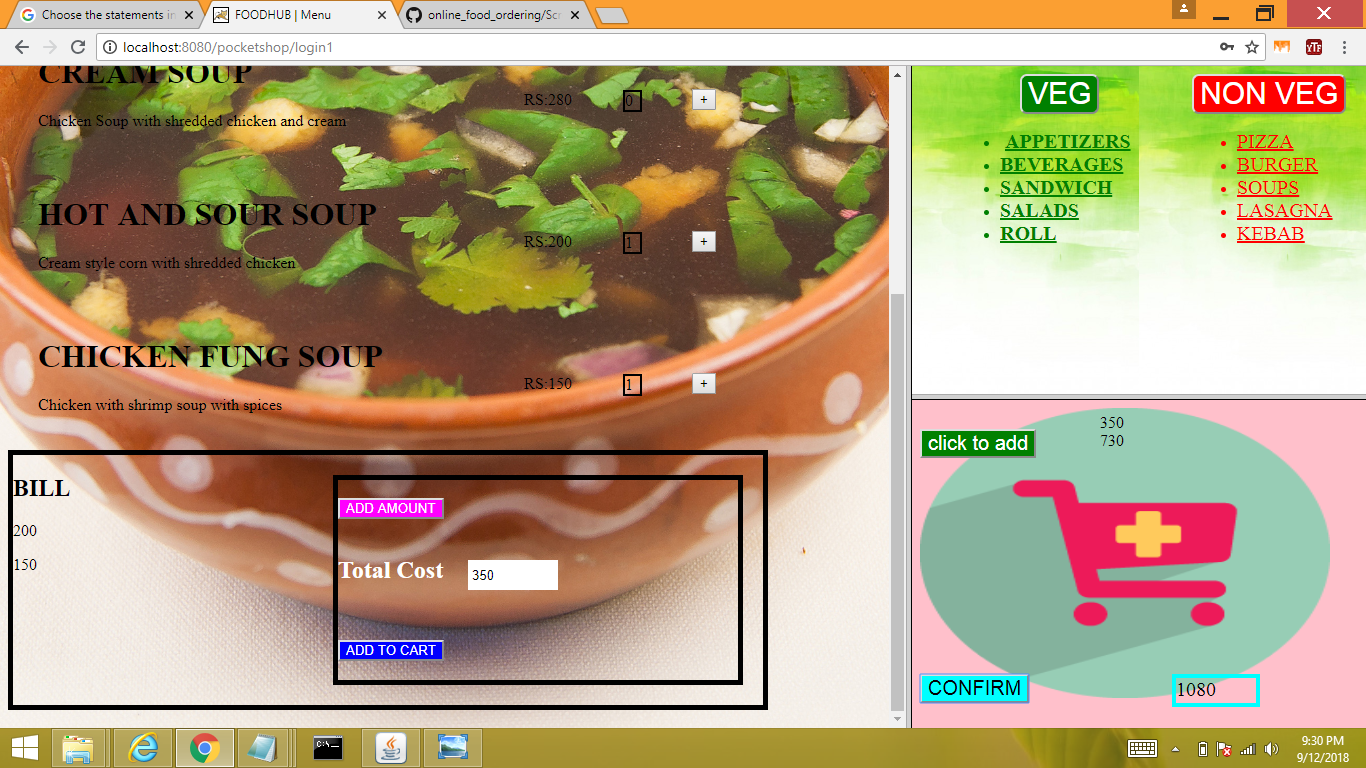 Choose the statements in
FOODHUB | Menu
online_food_ordering/Scr
localhost:8080/pocketshop/login1
YTF
CREAM SOUP
RS:280 0 +
Chicken Soup with shredded chicken and cream
HOT AND SOUR SOUP
RS:200 1 +
Cream style corn with shredded chicken
CHICKEN FUNG SOUP
RS:150 1 +
Chicken with shrimp soup with spices
BILL
200
150
ADD AMOUNT
Total Cost 350
ADD TO CART
VEG
APPETIZERS
BEVERAGES
SANDWICH
SALADS
ROLL
NON VEG
PIZZA
BURGER
SOUPS
LASAGNA
KEBAB
350
730
click to add
CONFIRM 1080
C:\_
9:30 PM
9/12/2018